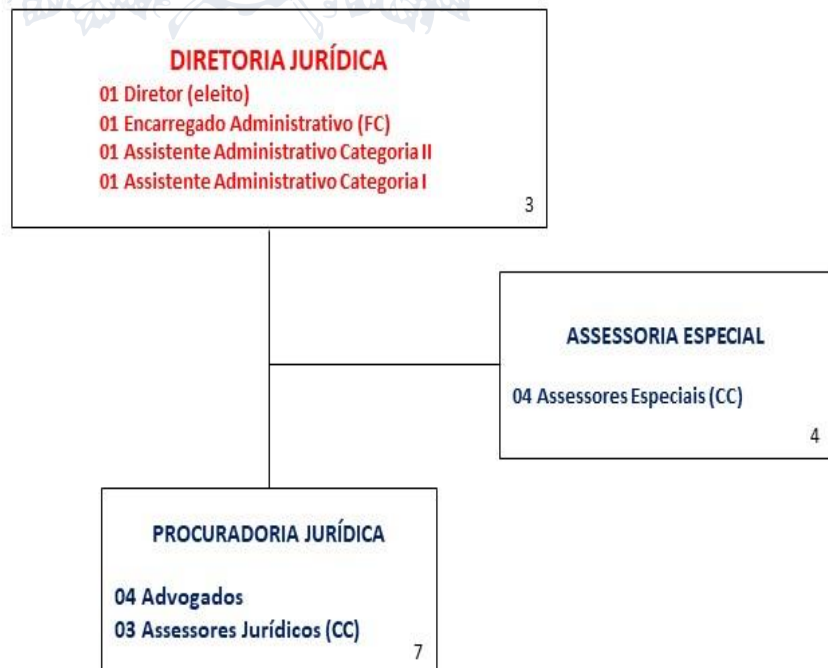 DIRETORIA JURÍDICA
01 Diretor (eleito)
01 Encarregado Administrativo (FC)
01 Assistente Administrativo Categoria II
01 Assistente Administrativo Categoria I
3
ASSESSORIA ESPECIAL
04 Assessores Especiais (CC)
4
PROCURADORIA JURÍDICA
04 Advogados
03 Assessores Jurídicos (CC)
7